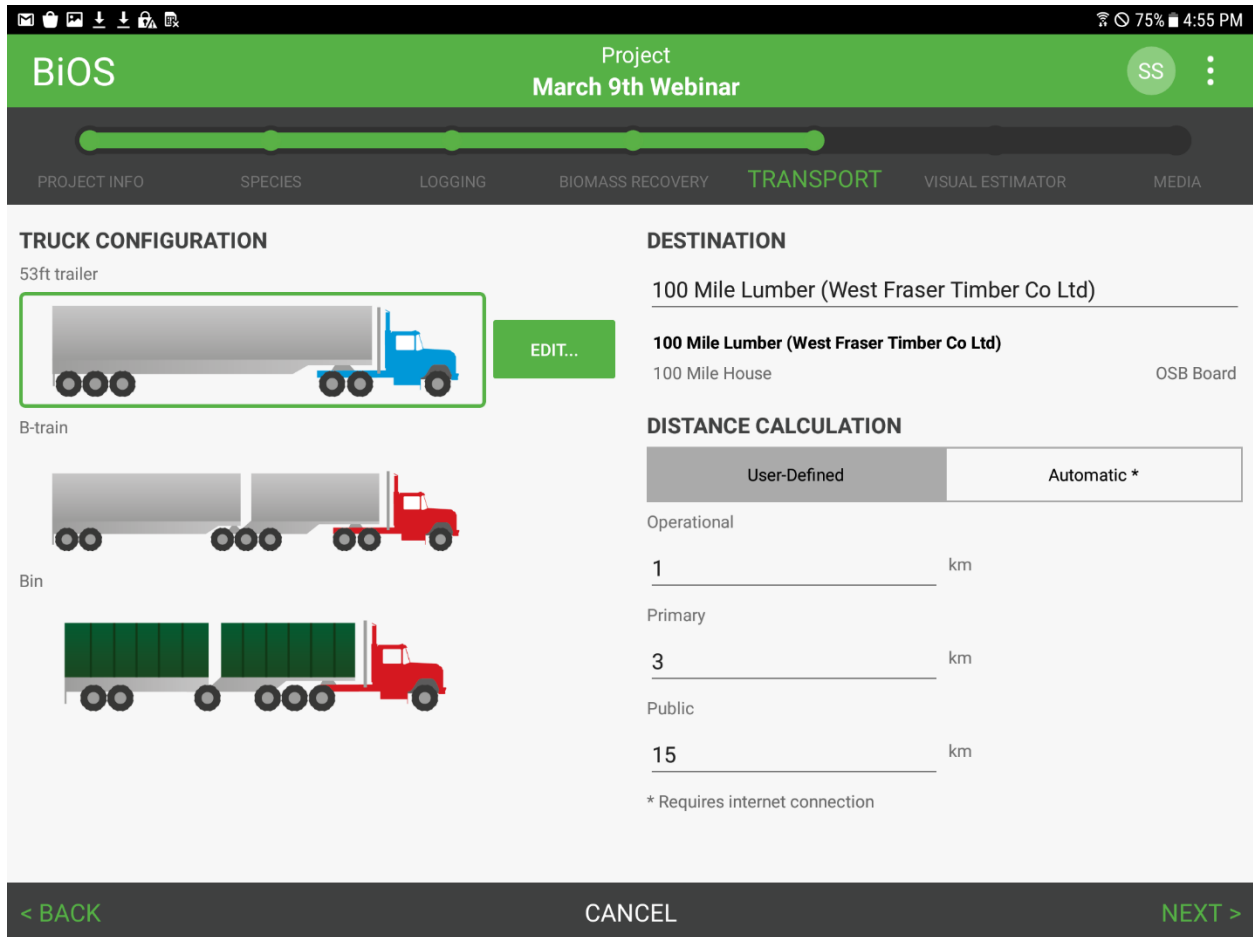 75% 4:55 PM
BiOS
Project
March 9th Webinar
SS
PROJECT INFO SPECIES LOGGING BIOMASS RECOVERY TRANSPORT VISUAL ESTIMATOR MEDIA
TRUCK CONFIGURATION
53ft trailer
EDIT...
B-train
Bin
DESTINATION
100 Mile Lumber (West Fraser Timber Co Ltd)
100 Mile Lumber (West Fraser Timber Co Ltd)
100 Mile House OSB Board
DISTANCE CALCULATION
User-Defined Automatic *
Operational
1 km
Primary
3 km
Public
15 km
* Requires internet connection
< BACK CANCEL NEXT >